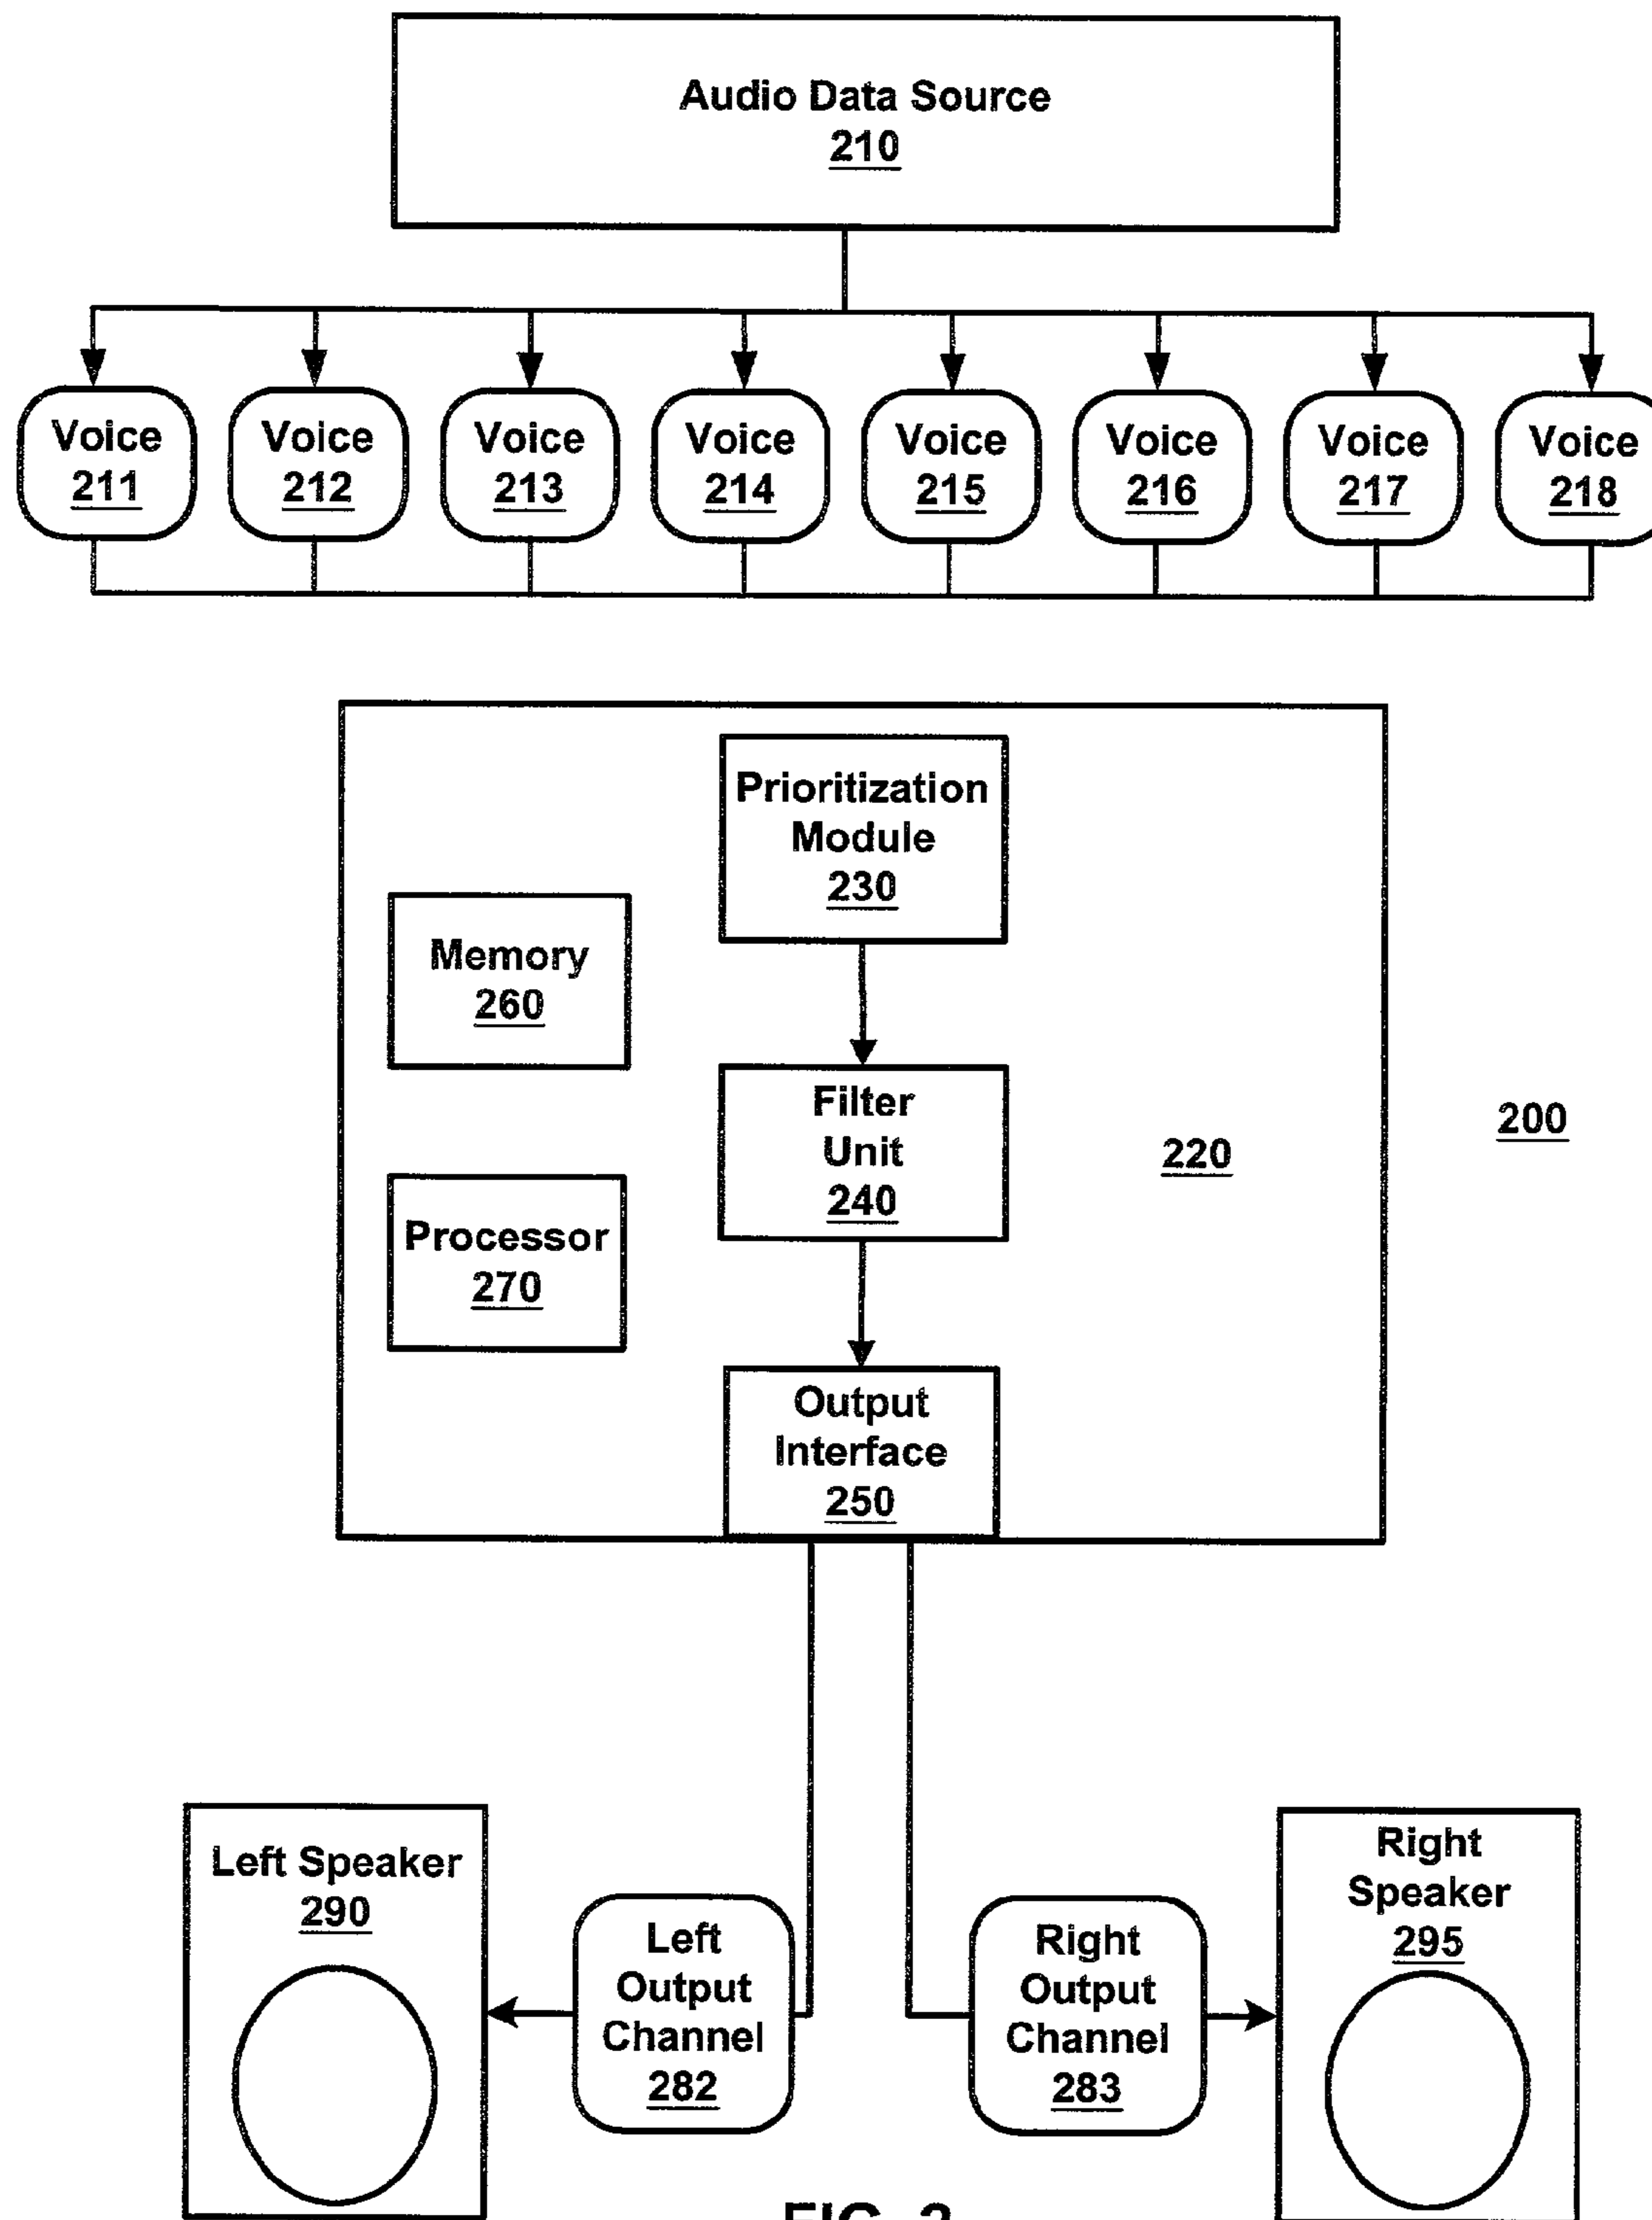 Audio Data Source
210
Voice
211
Voice
212
Voice
213
Voice
214
Voice
215
Voice
216
Voice
217
Voice
218
Prioritization
Module
230
Memory
260
Filter
Unit
240
220
200
Processor
270
Output
Interface
250
Left Speaker
290
Left
Output
Channel
282
Right
Output
Channel
283
Right
Speaker
295